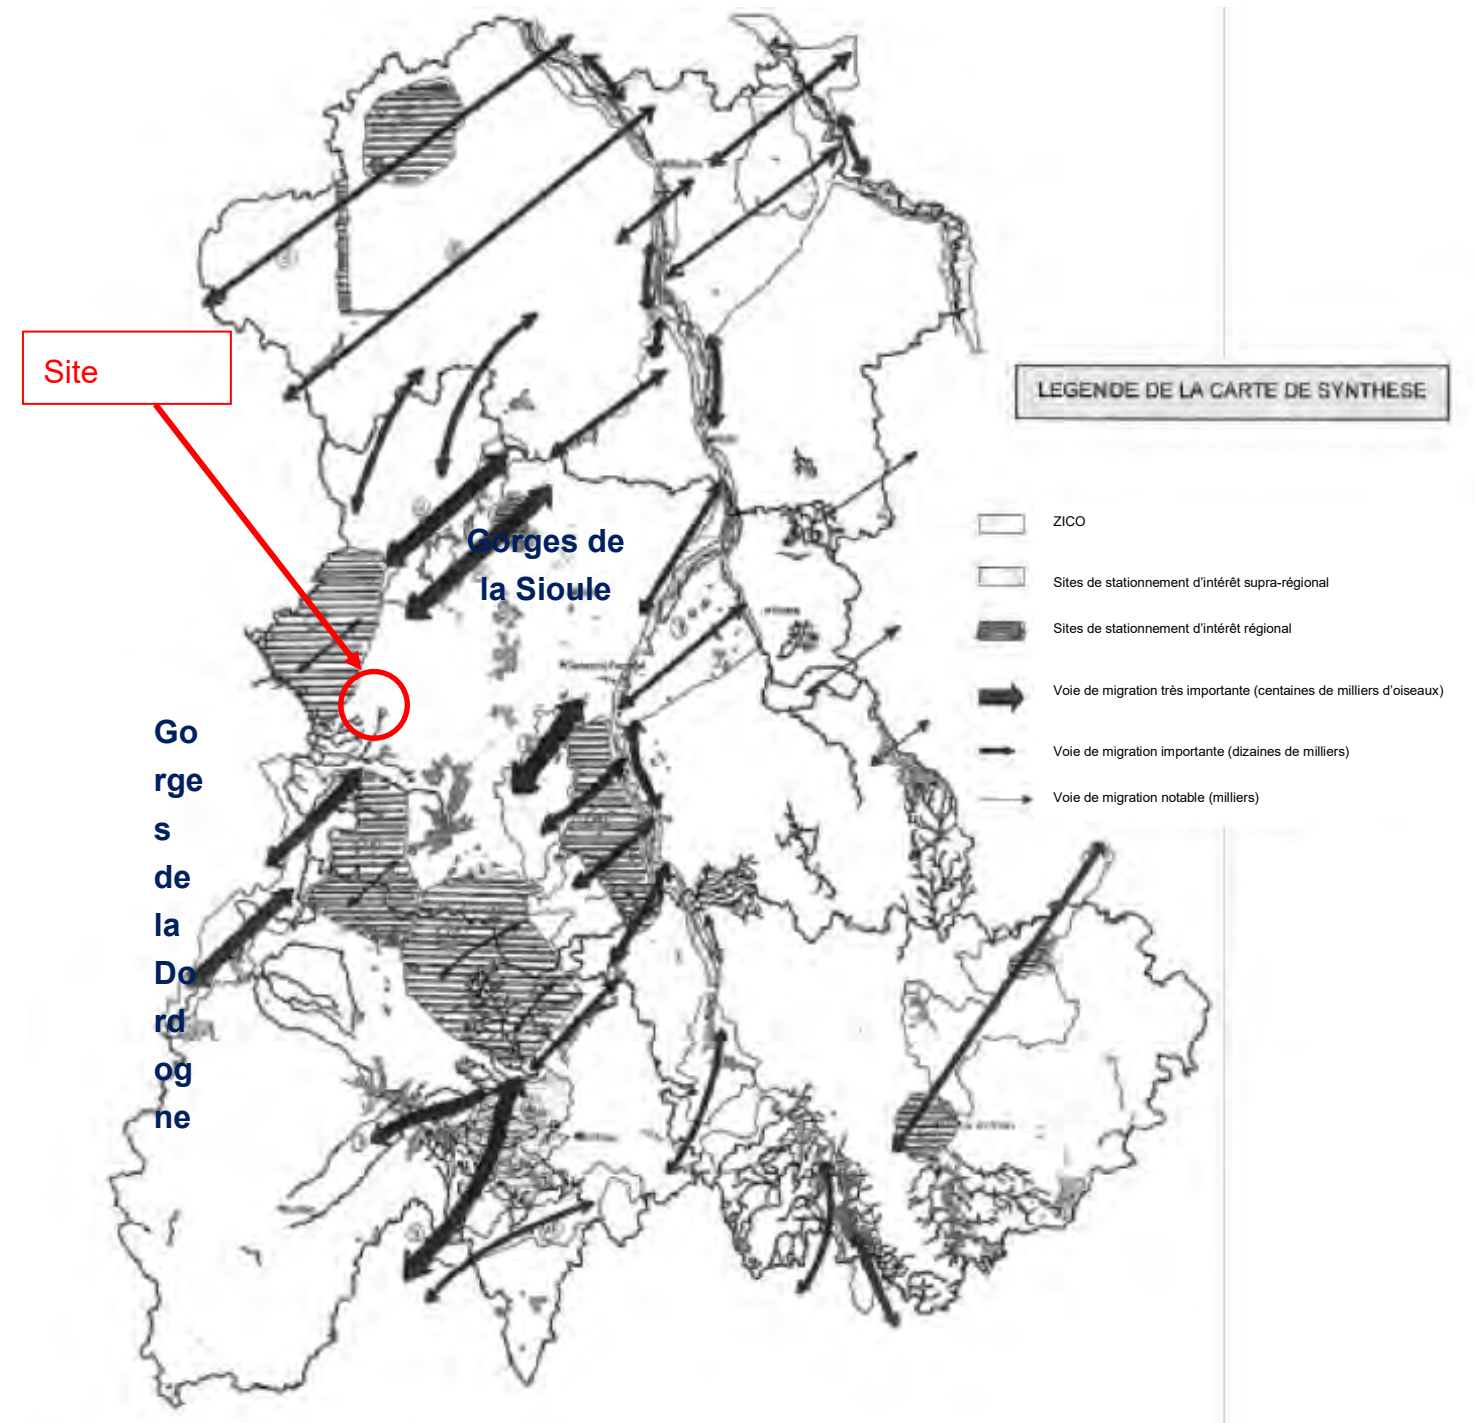 Site
LEGENDE DE LA CARTE DE SYNTHESE
ZICO
Sites de stationnement d'intérêt supra-régional
Sites de stationnement d'intérêt régional
Voie de migration très importante (centaines de milliers d'oiseaux)
Voie de migration importante (dizaines de milliers)
Voie de migration notable (milliers)
Gorges de
la Sioule
Go
rge
s
de
la
Do
rd
og
ne